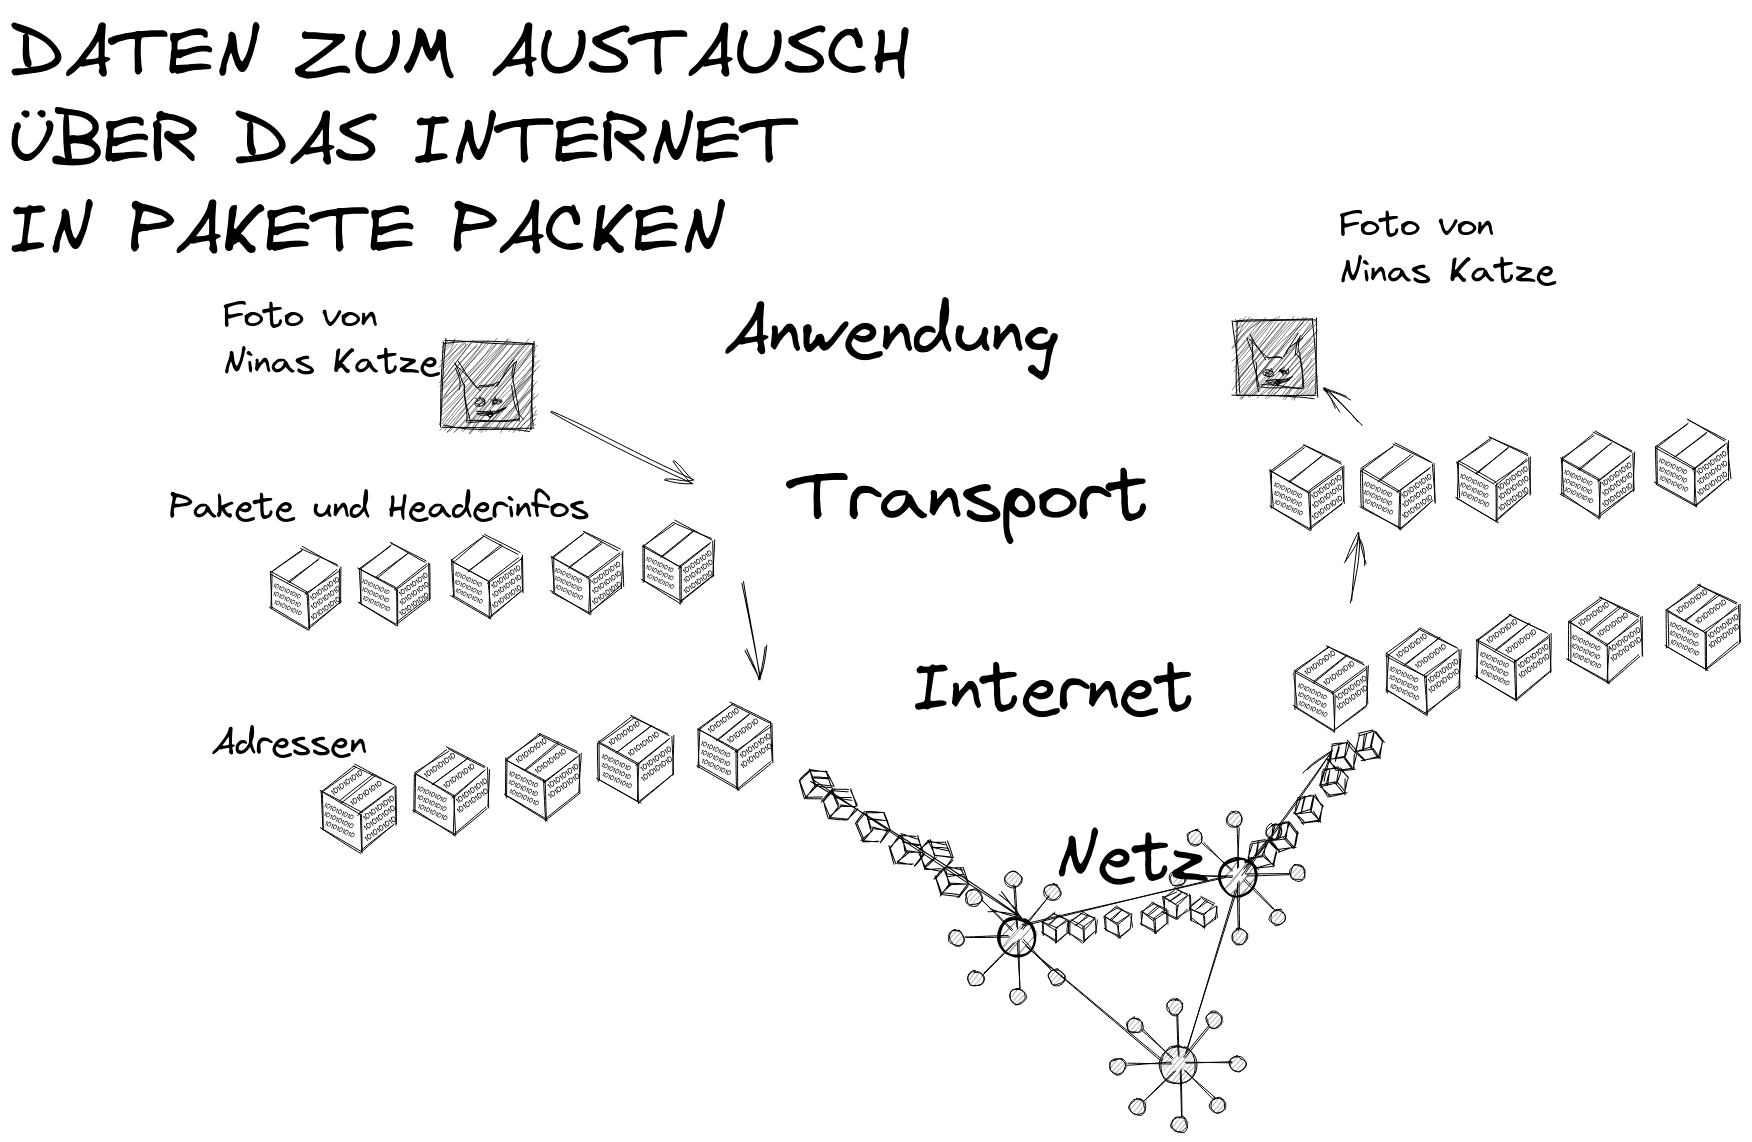 DATEN ZUM AUSTAUSCH
ÜBER DAS INTERNET
IN PAKETE PACKEN
Foto von
Ninas Katze
Anwendung
Foto von
Ninas Katze
Pakete und Headerinfos
Transport
Adressen
Internet
Netz